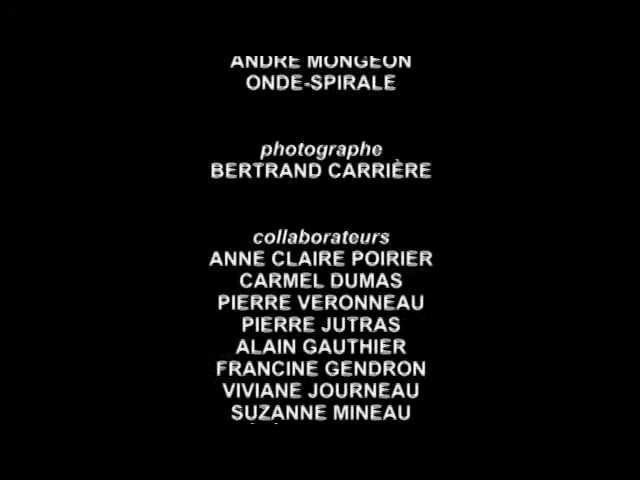 ANDRÉ MONGEON
ONDE-SPIRALE
photographe
BERTRAND CARRIÈRE
collaborateurs
ANNE CLAIRE POIRIER
CARMEL DUMAS
PIERRE VERONNEAU
PIERRE JUTRAS
ALAIN GAUTHIER
FRANCINE GENDRON
VIVIANE JOURNEAU
SUZANNE MINEAU